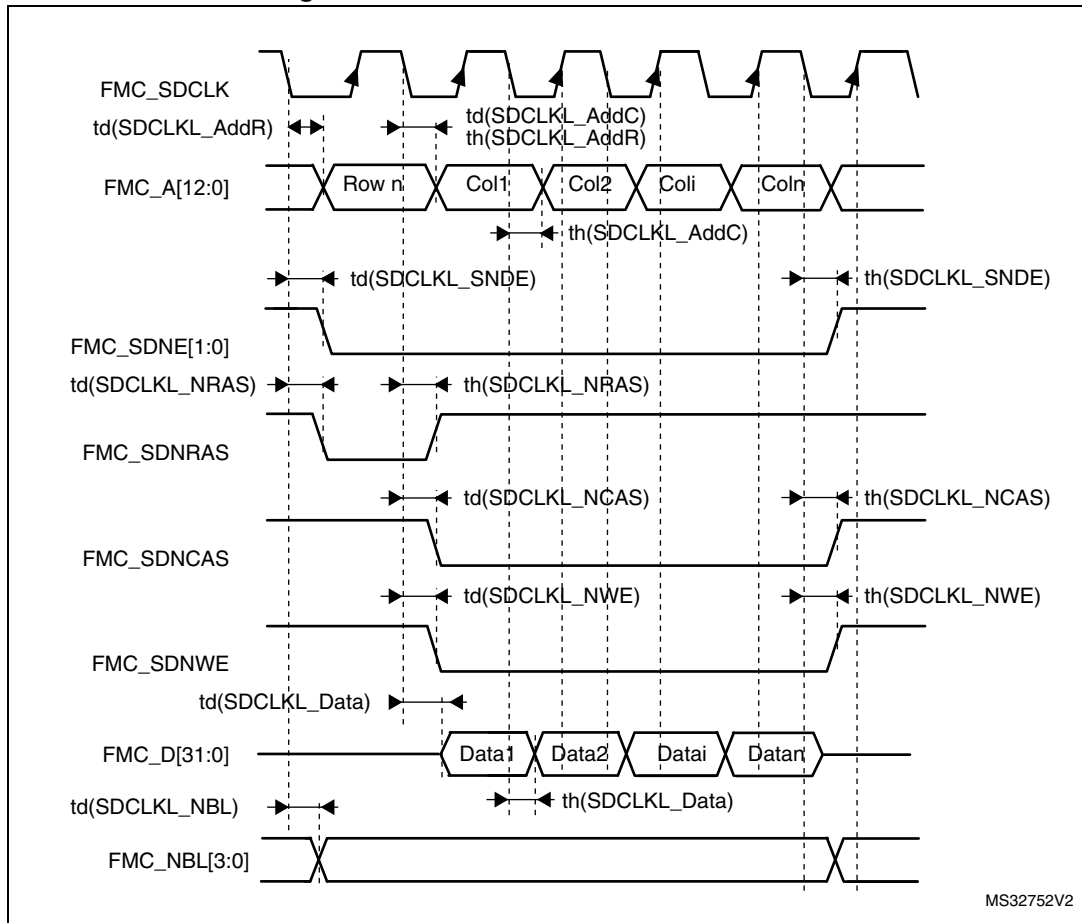 FMC_SDCLK
td(SDCLKL_AddR)
td(SDCLKL_AddC)
th(SDCLKL_AddR)
FMC_A[12:0]
Row n
Col1
Col2
Coli
Coln
th(SDCLKL_AddC)
td(SDCLKL_SNDE)
th(SDCLKL_SNDE)
FMC_SDNE[1:0]
td(SDCLKL_NRAS)
th(SDCLKL_NRAS)
FMC_SDNRAS
td(SDCLKL_NCAS)
th(SDCLKL_NCAS)
FMC_SDNCAS
td(SDCLKL_NWE)
th(SDCLKL_NWE)
FMC_SDNWE
td(SDCLKL_Data)
FMC_D[31:0]
Data1
Data2
Datai
Datan
td(SDCLKL_NBL)
th(SDCLKL_Data)
FMC_NBL[3:0]
MS32752V2